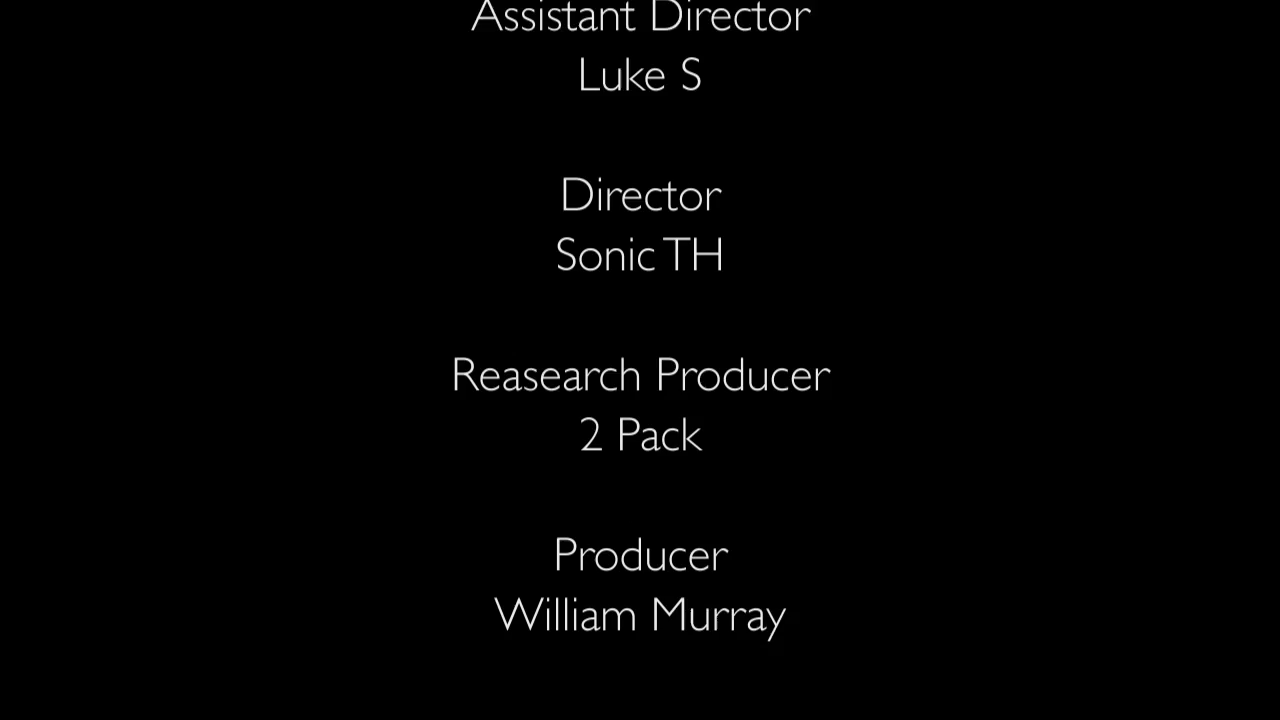 Assistant Director
Luke S
Director
Sonic TH
Reasearch Producer
2 Pack
Producer
William Murray